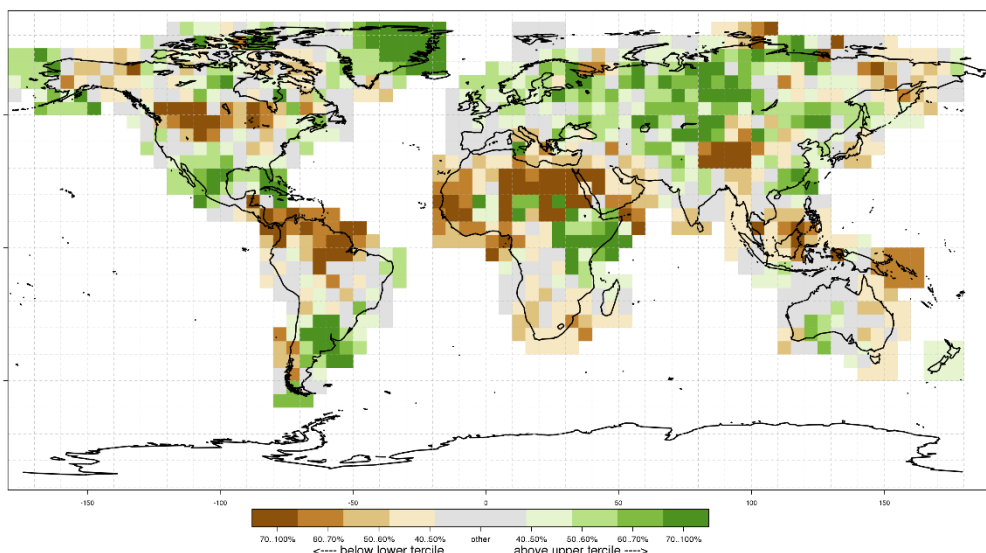 -150 -100 -50 0 50 100 150
70..100% 60..70% 50..60% 40..50% other 40..50% 50..60% 60..70% 70..100%
<---- below lower tercile above upper tercile ---->